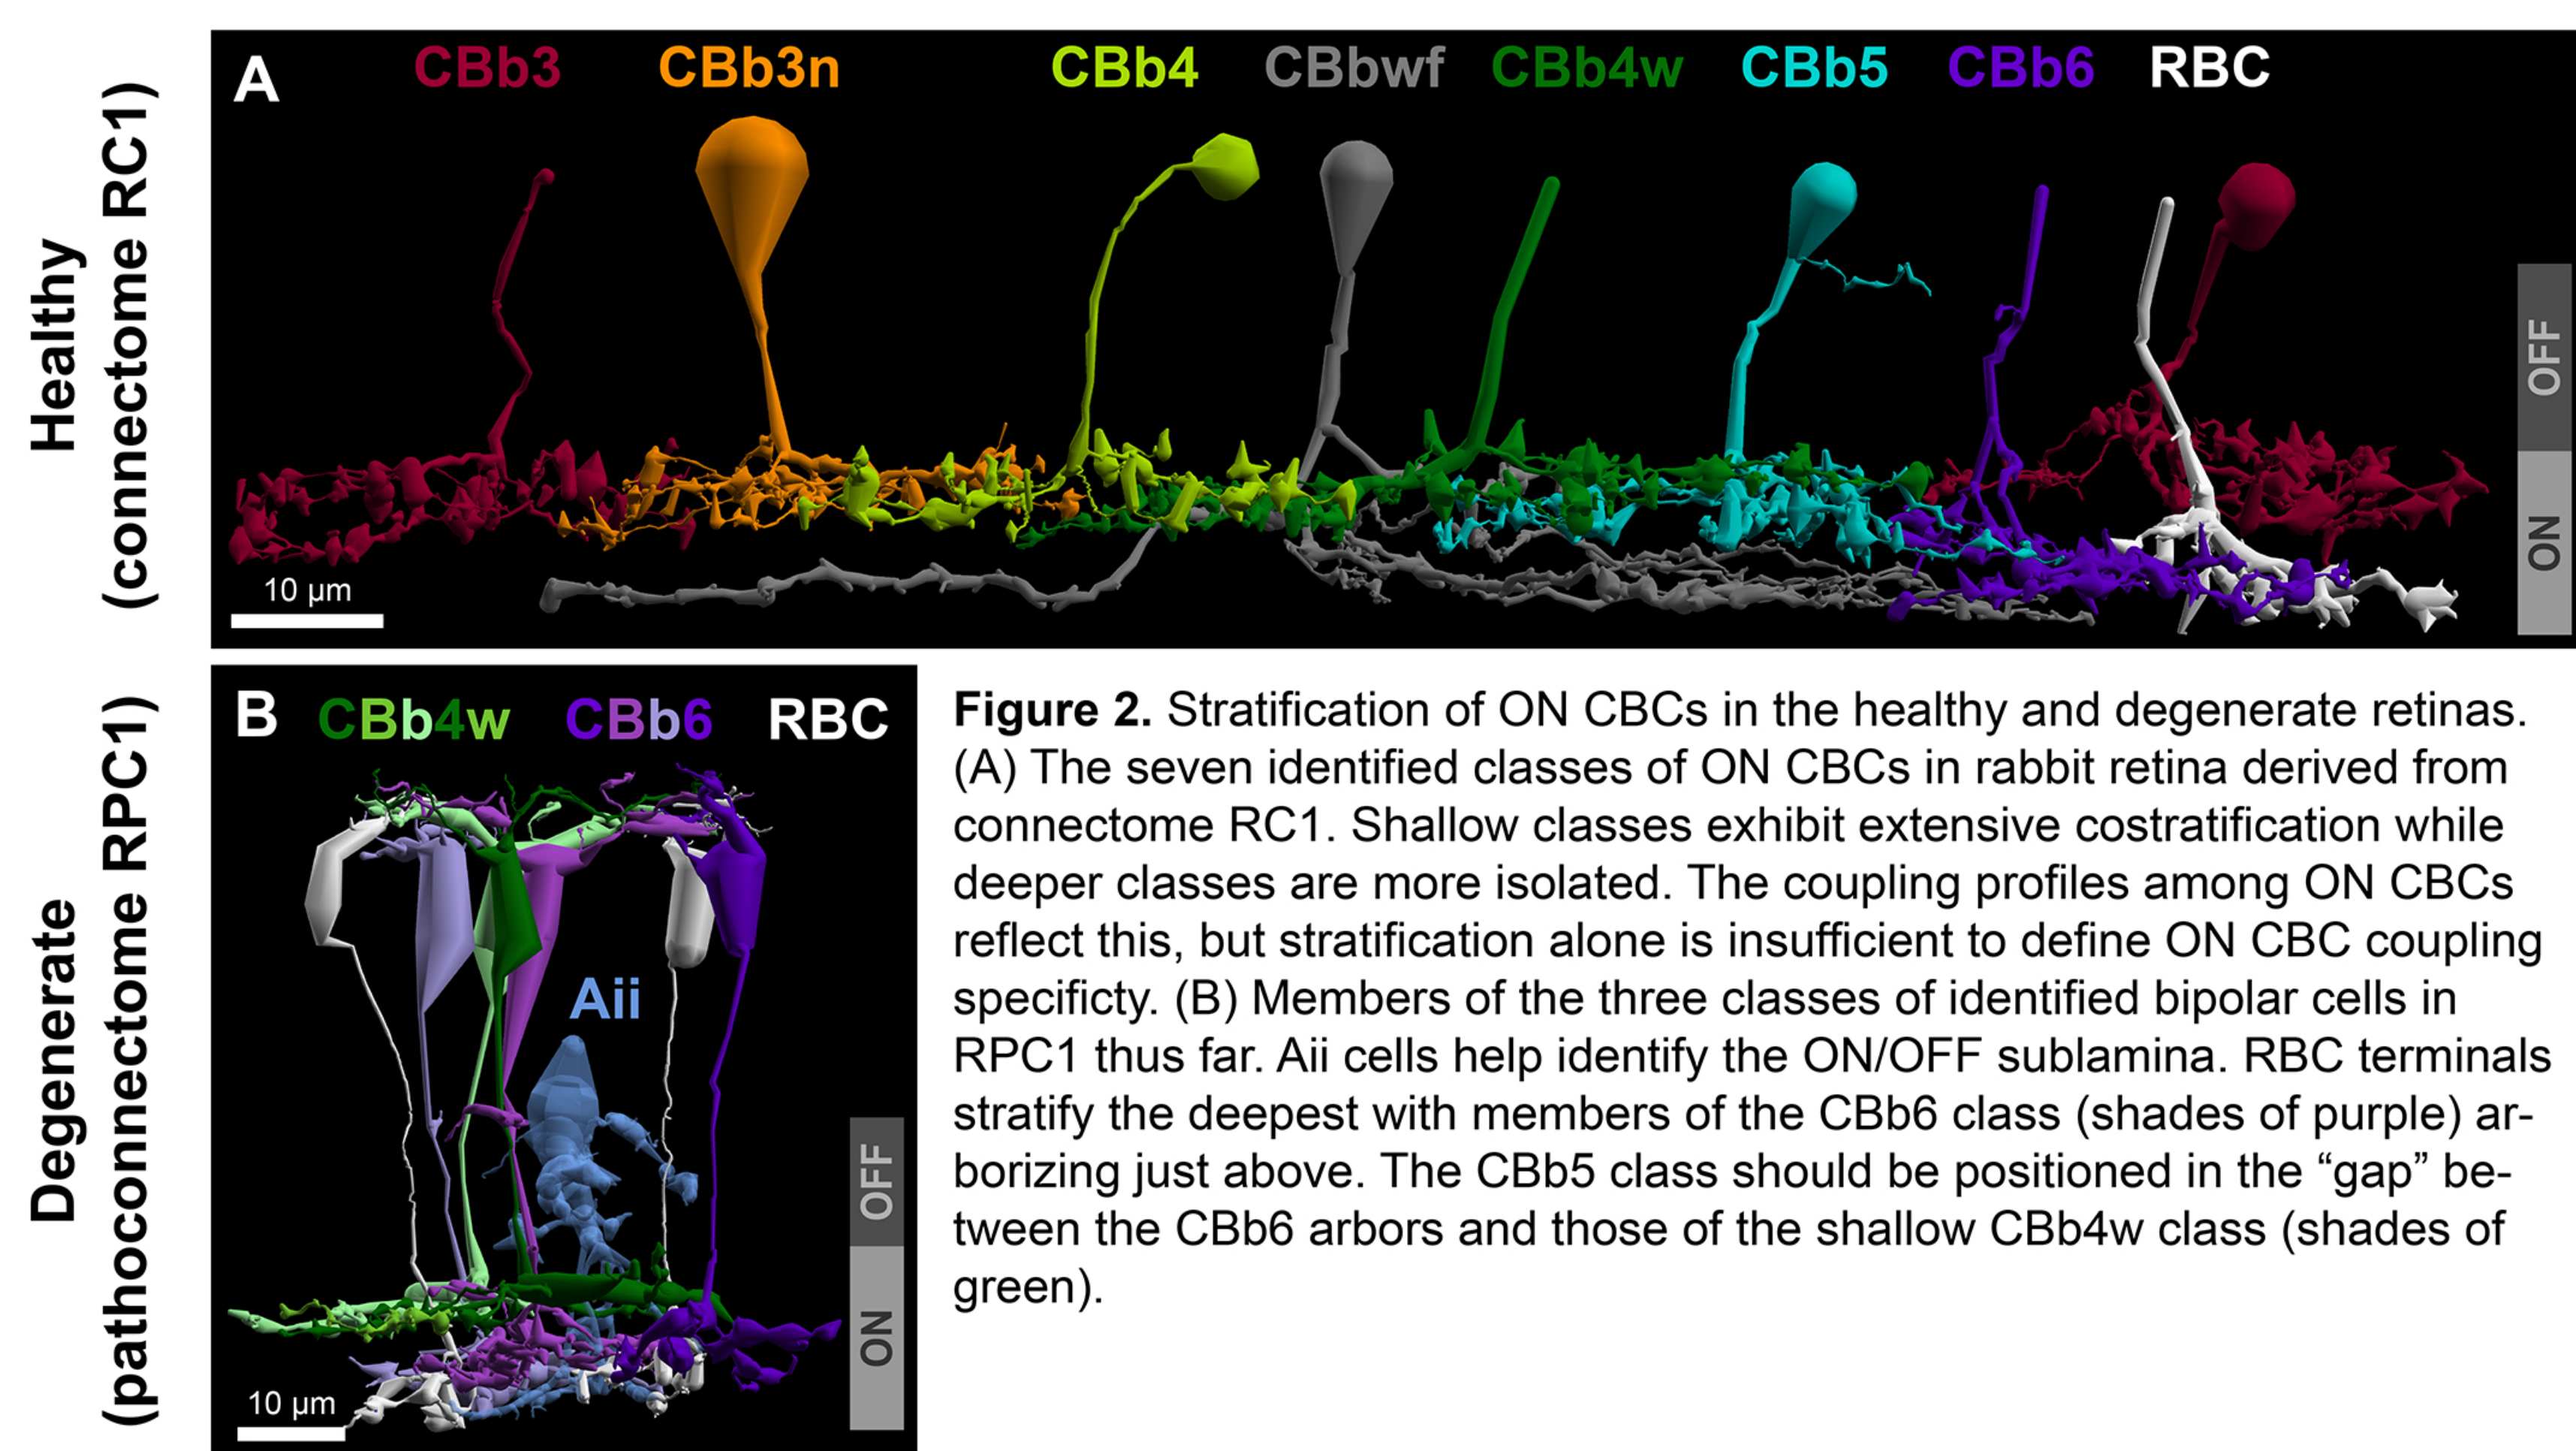 Healthy
(connectome RC1)
A
CBb3 CBb3n CBb4 CBbwf CBb4w CBb5 CBb6 RBC
OFF
ON
10 µm
Degenerate
(pathoconnectome RPC1)
B
CBb4w CBb6 RBC
Aii
OFF
ON
10 µm
Figure 2. Stratification of ON CBCs in the healthy and degenerate retinas.
(A) The seven identified classes of ON CBCs in rabbit retina derived from
connectome RC1. Shallow classes exhibit extensive costratification while
deeper classes are more isolated. The coupling profiles among ON CBCs
reflect this, but stratification alone is insufficient to define ON CBC coupling
specificty. (B) Members of the three classes of identified bipolar cells in
RPC1 thus far. Aii cells help identify the ON/OFF sublamina. RBC terminals
stratify the deepest with members of the CBb6 class (shades of purple) ar-
borizing just above. The CBb5 class should be positioned in the “gap” be-
tween the CBb6 arbors and those of the shallow CBb4w class (shades of
green).